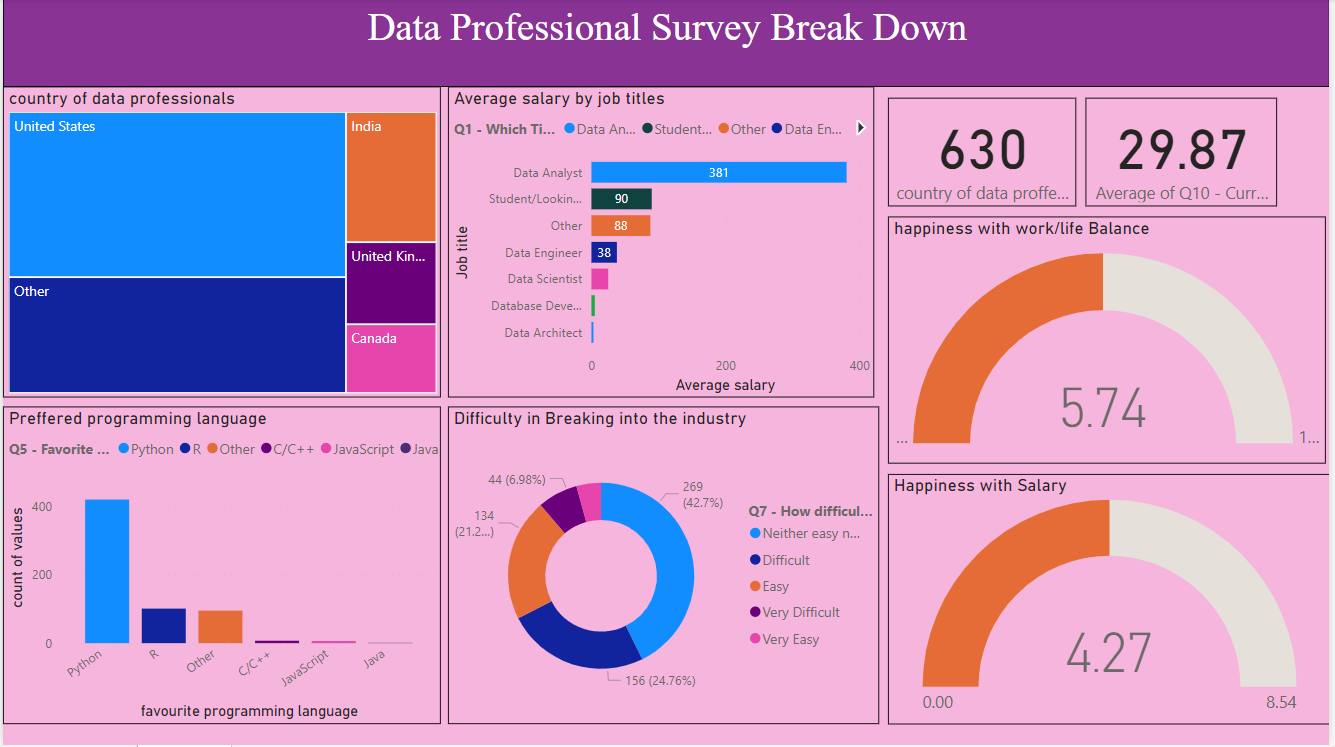 Data Professional Survey Break Down
country of data professionals
United States
India
United Kin...
Other
Canada
Average salary by job titles
Q1 - Which Ti... Data An... Student... Other Data En...
Job title
Data Analyst 381
Student/Lookin... 90
Other 88
Data Engineer 38
Data Scientist
Database Deve...
Data Architect
0 200 400
Average salary
630
country of data proffe...
29.87
Average of Q10 - Curr...
happiness with work/life Balance
5.74
... 1...
Preffered programming language
Q5 - Favorite ... Python R Other C/C++ JavaScript Java
count of values
400
200
0
Python R Other C/C++ JavaScript Java
favourite programming language
Difficulty in Breaking into the industry
44 (6.98%)
269
(42.7%)
134
(21.2...)
156 (24.76%)
Q7 - How difficul...
Neither easy n...
Difficult
Easy
Very Difficult
Very Easy
Happiness with Salary
4.27
0.00 8.54